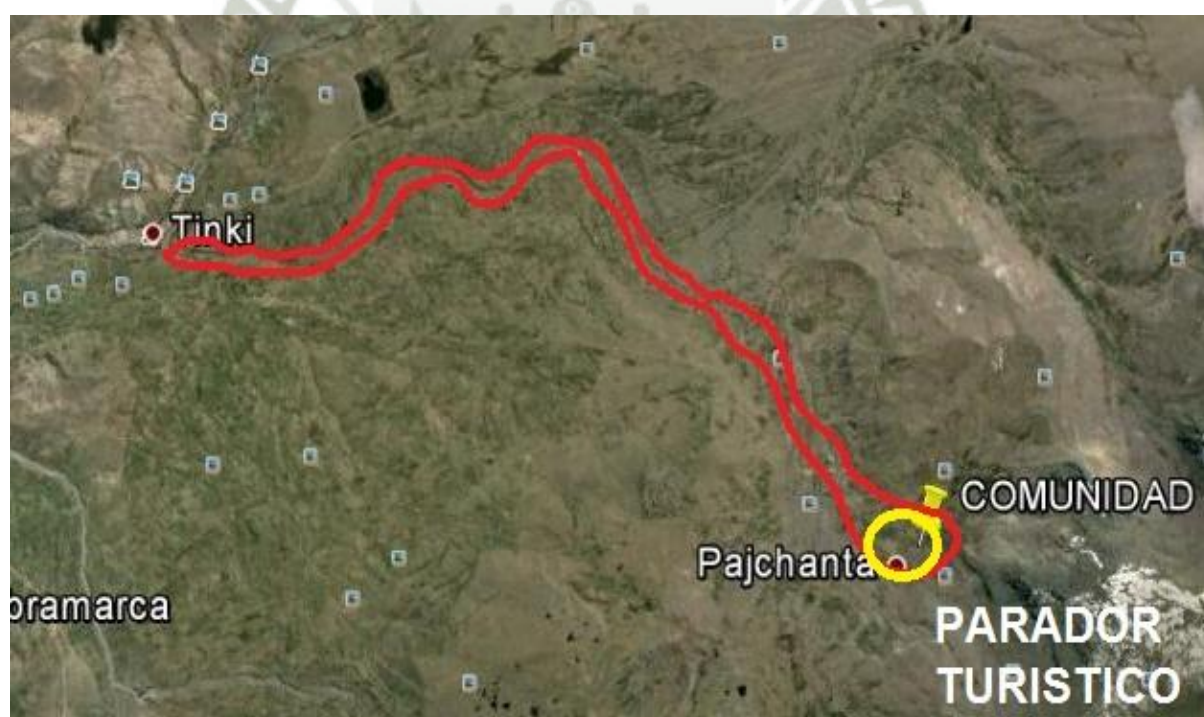 Tinki
COMUNIDAD
Pajchanta
oramarca
PARADOR
TURISTICO